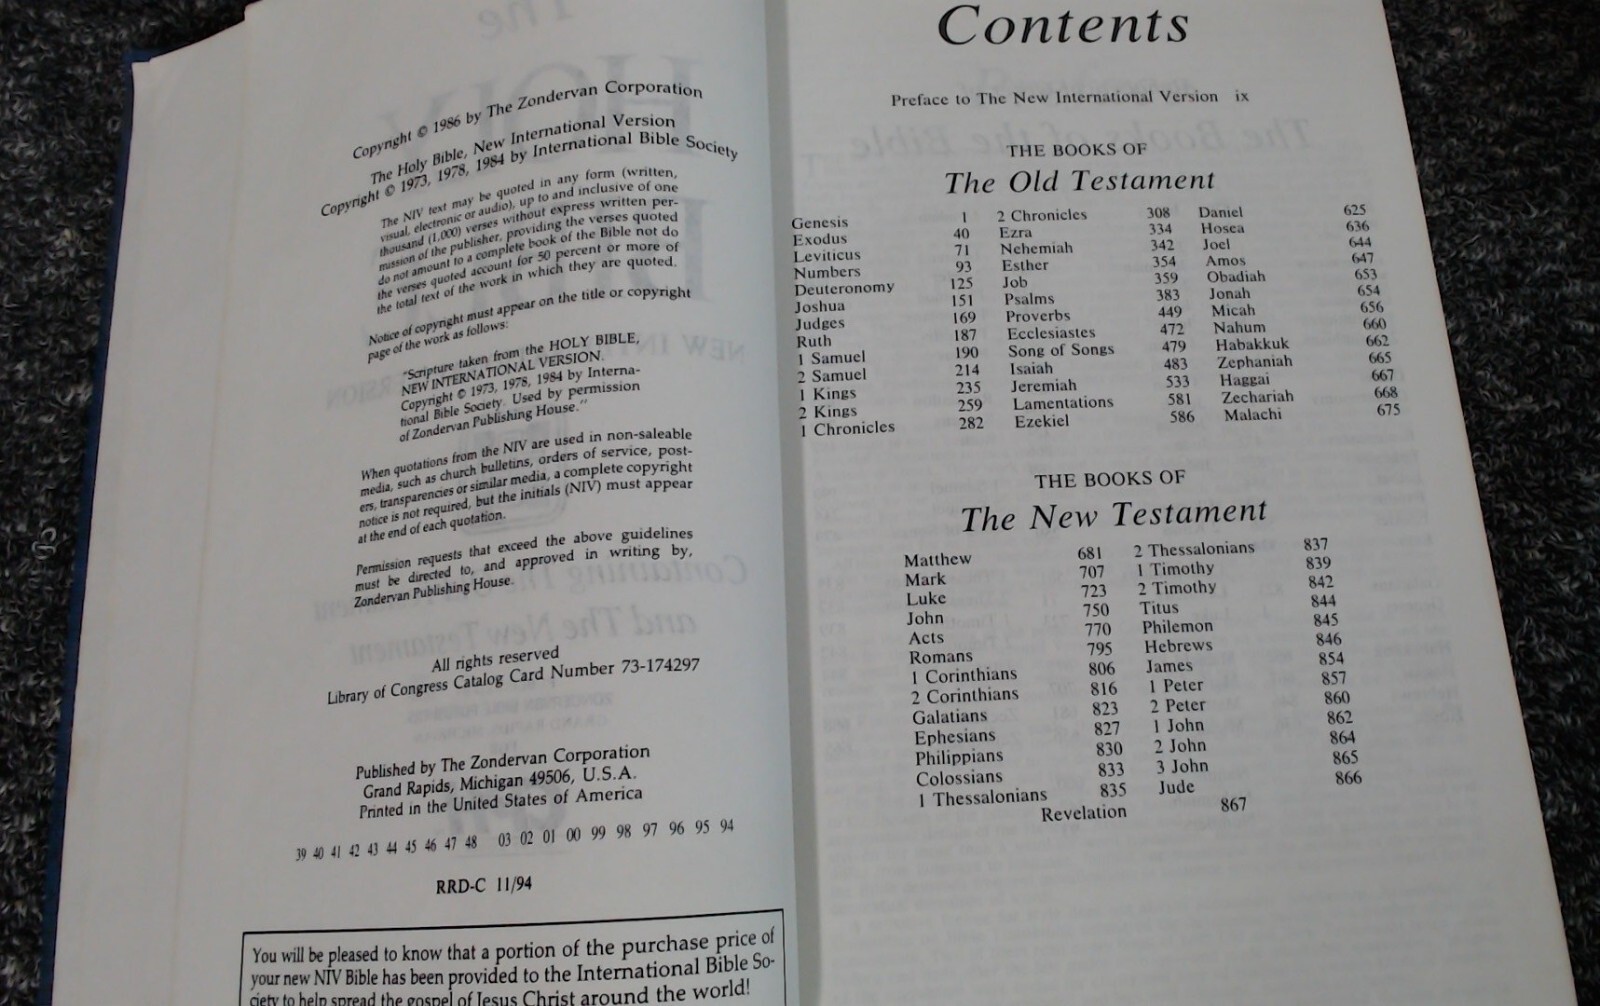 Copyright © 1986 by The Zondervan Corporation
The Holy Bible, New International Version
Copyright © 1973, 1978, 1984 by International Bible Society
The NIV text may be quoted in any form (written,
visual, electronic or audio), up to and inclusive of one
thousand (1,000) verses without express written per-
mission of the publisher, providing the verses quoted
do not amount to a complete book of the Bible not do
the verses quoted account for 50 percent or more of
the total text of the work in which they are quoted.
Notice of copyright must appear on the title or copyright
page of the work as follows:
"Scripture taken from the HOLY BIBLE,
NEW INTERNATIONAL VERSION.
Copyright © 1973, 1978, 1984 by Interna-
tional Bible Society. Used by permission
of Zondervan Publishing House."
When quotations from the NIV are used in non-saleable
media, such as church bulletins, orders of service, post-
ers, transparencies or similar media, a complete copyright
notice is not required, but the initials (NIV) must appear
at the end of each quotation.
Permission requests that exceed the above guidelines
must be directed to, and approved in writing by,
Zondervan Publishing House.
All rights reserved
Library of Congress Catalog Card Number 73-174297
Published by The Zondervan Corporation
Grand Rapids, Michigan 49506, U.S.A.
Printed in the United States of America
39 40 41 42 43 44 45 46 47 48 03 02 01 00 99 98 97 96 95 94
RRD-C 11/94
You will be pleased to know that a portion of the purchase price of
your new NIV Bible has been provided to the International Bible So-
ciety to help spread the gospel of Jesus Christ around the world!
Contents
Preface to The New International Version ix
THE BOOKS OF
The Old Testament
Genesis 1
Exodus 40
Leviticus 71
Numbers 93
Deuteronomy 125
Joshua 151
Judges 169
Ruth 187
1 Samuel 190
2 Samuel 214
1 Kings 235
2 Kings 259
1 Chronicles 282
2 Chronicles 308
Ezra 334
Nehemiah 342
Esther 354
Job 359
Psalms 383
Proverbs 449
Ecclesiastes 472
Song of Songs 479
Isaiah 483
Jeremiah 533
Lamentations 581
Ezekiel 586
Daniel 625
Hosea 636
Joel 644
Amos 647
Obadiah 653
Jonah 654
Micah 656
Nahum 660
Habakkuk 662
Zephaniah 665
Haggai 667
Zechariah 668
Malachi 675
THE BOOKS OF
The New Testament
Matthew 681
Mark 707
Luke 723
John 750
Acts 770
Romans 795
1 Corinthians 806
2 Corinthians 816
Galatians 823
Ephesians 827
Philippians 830
Colossians 833
1 Thessalonians 835
2 Thessalonians 837
1 Timothy 839
2 Timothy 842
Titus 844
Philemon 845
Hebrews 846
James 854
1 Peter 857
2 Peter 860
1 John 862
2 John 864
3 John 865
Jude 866
Revelation 867